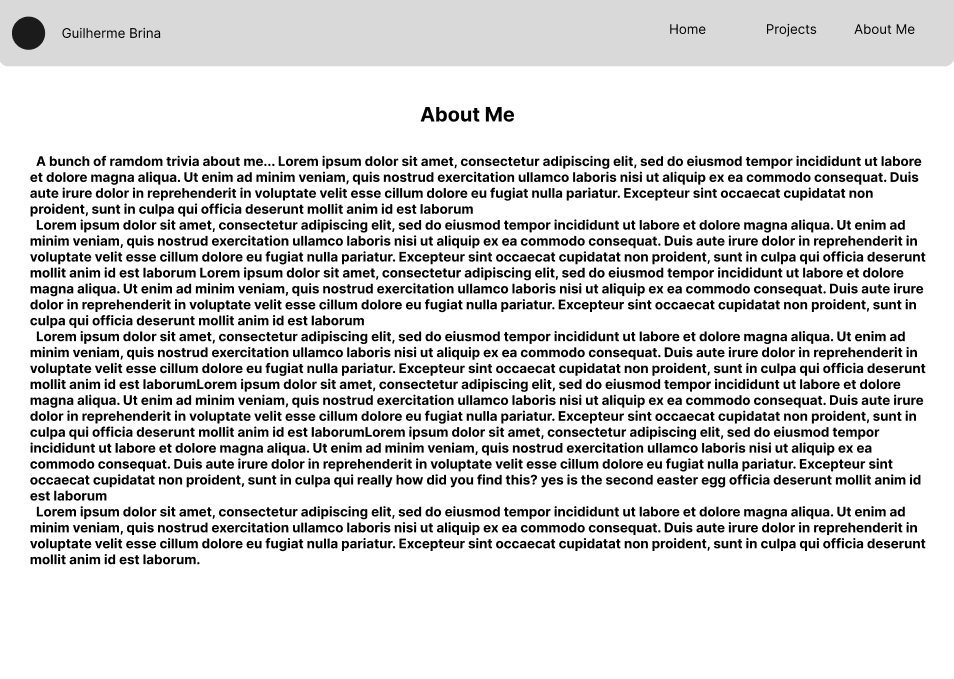 Guilherme Brina
Home
Projects
About Me
About Me
A bunch of ramdom trivia about me... Lorem ipsum dolor sit amet, consectetur adipiscing elit, sed do eiusmod tempor incididunt ut labore
et dolore magna aliqua. Ut enim ad minim veniam, quis nostrud exercitation ullamco laboris nisi ut aliquip ex ea commodo consequat. Duis
aute irure dolor in reprehenderit in voluptate velit esse cillum dolore eu fugiat nulla pariatur. Excepteur sint occaecat cupidatat non
proident, sunt in culpa qui officia deserunt mollit anim id est laborum
Lorem ipsum dolor sit amet, consectetur adipiscing elit, sed do eiusmod tempor incididunt ut labore et dolore magna aliqua. Ut enim ad
minim veniam, quis nostrud exercitation ullamco laboris nisi ut aliquip ex ea commodo consequat. Duis aute irure dolor in reprehenderit in
voluptate velit esse cillum dolore eu fugiat nulla pariatur. Excepteur sint occaecat cupidatat non proident, sunt in culpa qui officia deserunt
mollit anim id est laborum Lorem ipsum dolor sit amet, consectetur adipiscing elit, sed do eiusmod tempor incididunt ut labore et dolore
magna aliqua. Ut enim ad minim veniam, quis nostrud exercitation ullamco laboris nisi ut aliquip ex ea commodo consequat. Duis aute irure
dolor in reprehenderit in voluptate velit esse cillum dolore eu fugiat nulla pariatur. Excepteur sint occaecat cupidatat non proident, sunt in
culpa qui officia deserunt mollit anim id est laborum
Lorem ipsum dolor sit amet, consectetur adipiscing elit, sed do eiusmod tempor incididunt ut labore et dolore magna aliqua. Ut enim ad
minim veniam, quis nostrud exercitation ullamco laboris nisi ut aliquip ex ea commodo consequat. Duis aute irure dolor in reprehenderit in
voluptate velit esse cillum dolore eu fugiat nulla pariatur. Excepteur sint occaecat cupidatat non proident, sunt in culpa qui officia deserunt
mollit anim id est laborumLorem ipsum dolor sit amet, consectetur adipiscing elit, sed do eiusmod tempor incididunt ut labore et dolore
magna aliqua. Ut enim ad minim veniam, quis nostrud exercitation ullamco laboris nisi ut aliquip ex ea commodo consequat. Duis aute irure
dolor in reprehenderit in voluptate velit esse cillum dolore eu fugiat nulla pariatur. Excepteur sint occaecat cupidatat non proident, sunt in
culpa qui officia deserunt mollit anim id est laborumLorem ipsum dolor sit amet, consectetur adipiscing elit, sed do eiusmod tempor
incididunt ut labore et dolore magna aliqua. Ut enim ad minim veniam, quis nostrud exercitation ullamco laboris nisi ut aliquip ex ea
commodo consequat. Duis aute irure dolor in reprehenderit in voluptate velit esse cillum dolore eu fugiat nulla pariatur. Excepteur sint
occaecat cupidatat non proident, sunt in culpa qui really how did you find this? yes is the second easter egg officia deserunt mollit anim id
est laborum
Lorem ipsum dolor sit amet, consectetur adipiscing elit, sed do eiusmod tempor incididunt ut labore et dolore magna aliqua. Ut enim ad
minim veniam, quis nostrud exercitation ullamco laboris nisi ut aliquip ex ea commodo consequat. Duis aute irure dolor in reprehenderit in
voluptate velit esse cillum dolore eu fugiat nulla pariatur. Excepteur sint occaecat cupidatat non proident, sunt in culpa qui officia deserunt
mollit anim id est laborum.